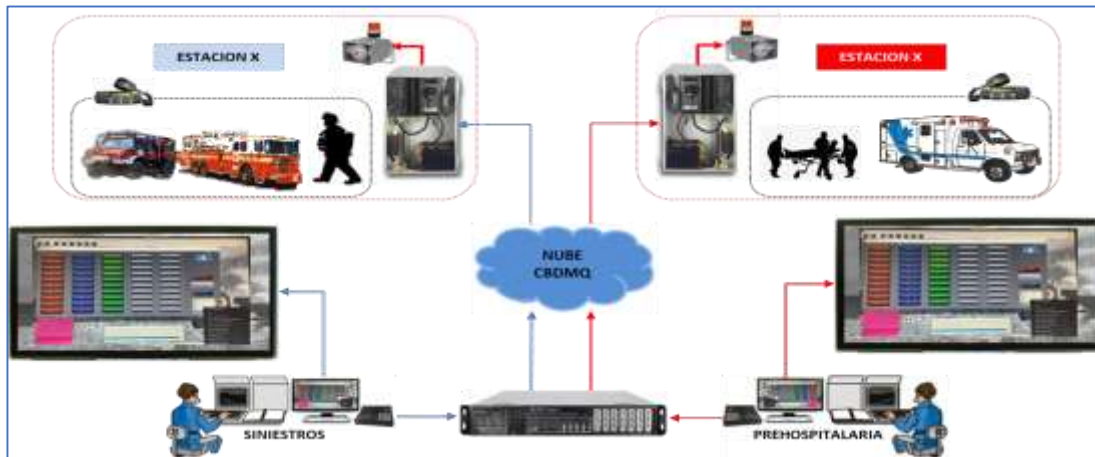 ESTACION X
ESTACION X
NUBE
CBDMQ
SINIESTROS
PREHOSPITALARIA